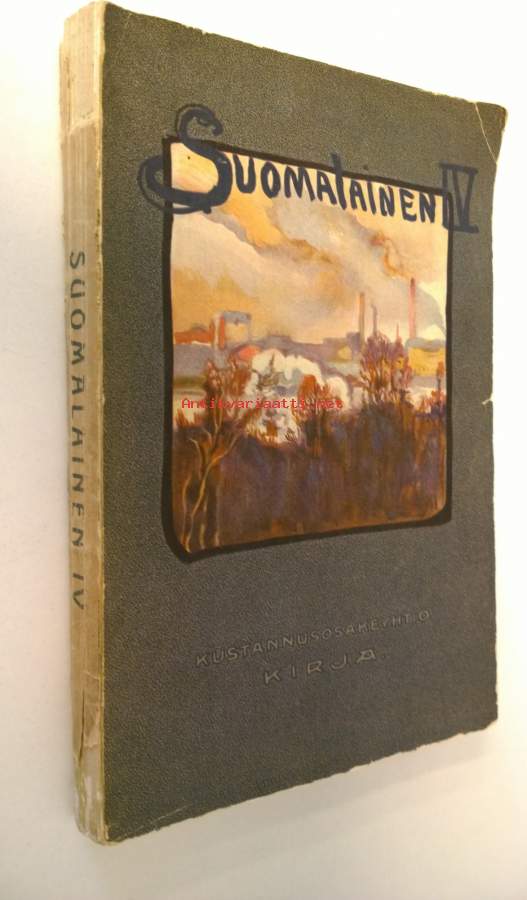 SUOMALAINEN IV
Antikvariaatti.net
KUSTANNUSOSAKEYHTIÖ
KIRJA.
SUOMALAINEN IV